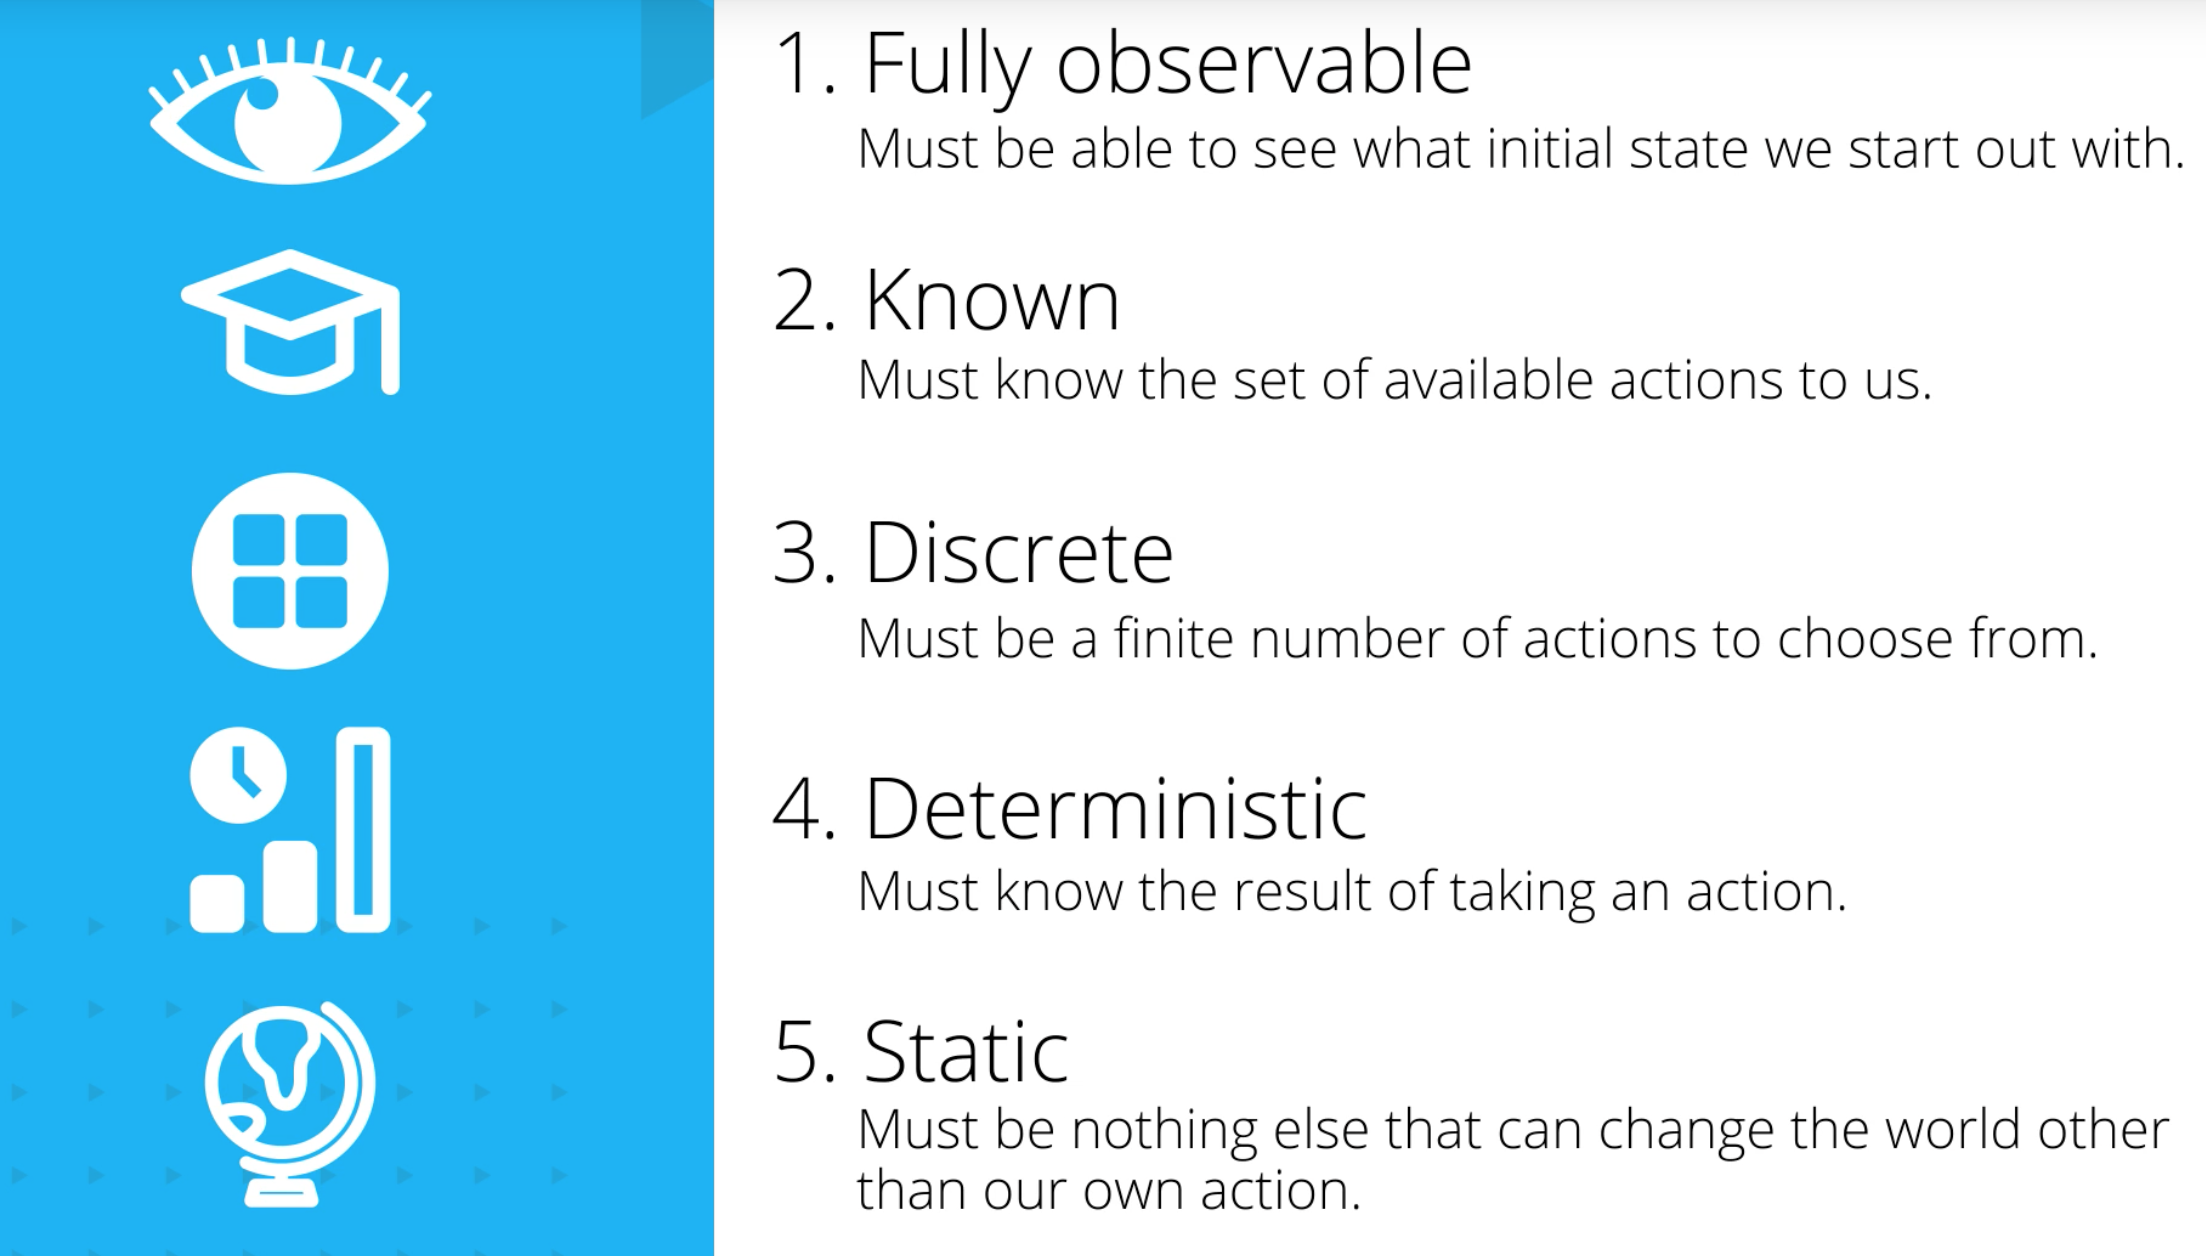 1. Fully observable
Must be able to see what initial state we start out with.
2. Known
Must know the set of available actions to us.
3. Discrete
Must be a finite number of actions to choose from.
4. Deterministic
Must know the result of taking an action.
5. Static
Must be nothing else that can change the world other
than our own action.